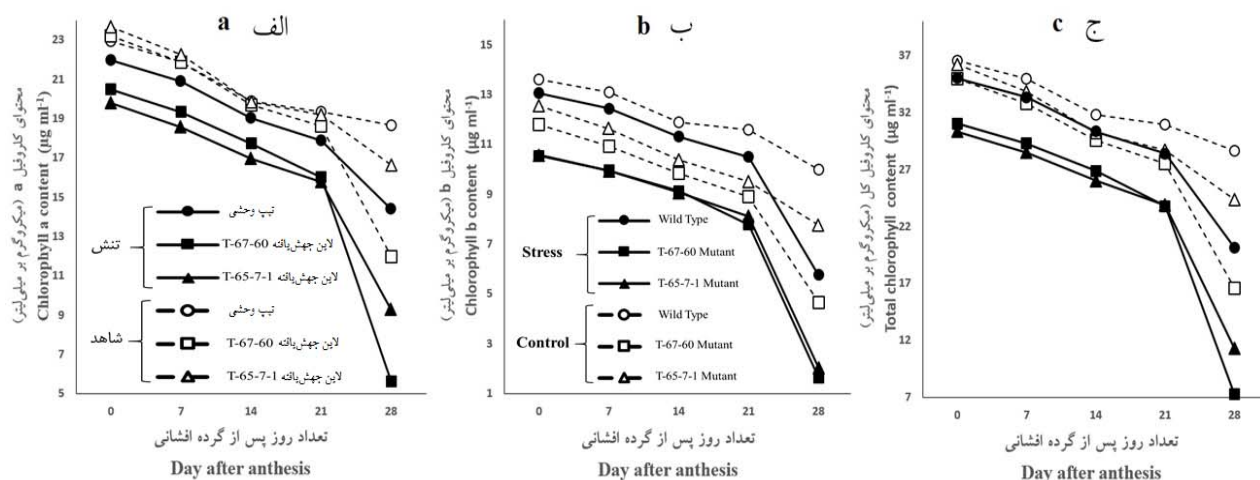 a الف
محتوای کلروفیل a (میکروگرم بر میلی‌لیتر)
Chlorophyll a content (µg ml-1)
23
21
19
17
15
13
11
9
7
5
0 7 14 21 28
تنش
تیپ وحشی
لاین جهش‌یافته T-67-60
لاین جهش‌یافته T-65-7-1
شاهد
تیپ وحشی
لاین جهش‌یافته T-67-60
لاین جهش‌یافته T-65-7-1
تعداد روز پس از گرده افشانی
Day after anthesis
b ب
محتوای کلروفیل b (میکروگرم بر میلی‌لیتر)
Chlorophyll b content (µg ml-1)
15
13
11
9
7
5
3
1
0 7 14 21 28
Stress
Wild Type
T-67-60 Mutant
T-65-7-1 Mutant
Control
Wild Type
T-67-60 Mutant
T-65-7-1 Mutant
تعداد روز پس از گرده افشانی
Day after anthesis
c ج
محتوای کلروفیل کل (میکروگرم بر میلی‌لیتر)
Total chlorophyll content (µg ml-1)
37
32
27
22
17
12
7
0 7 14 21 28
تعداد روز پس از گرده افشانی
Day after anthesis